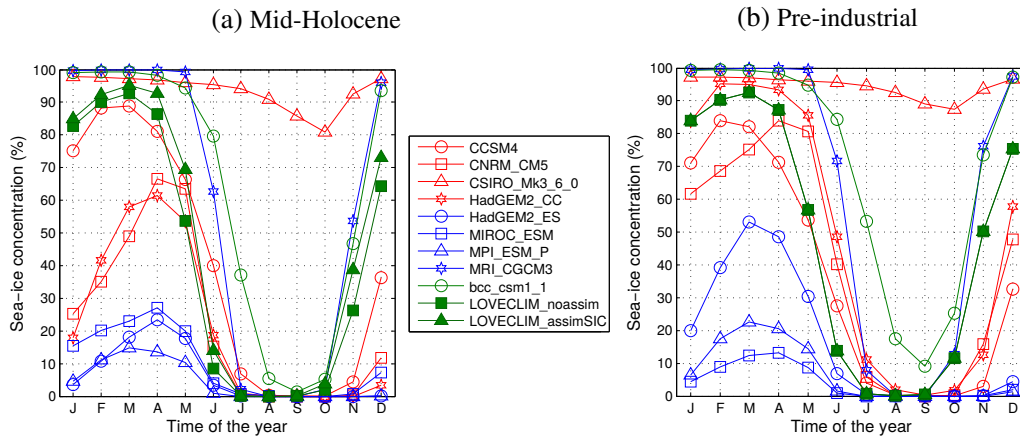 (a) Mid-Holocene
(b) Pre-industrial
Sea-ice concentration (%)
100
90
80
70
60
50
40
30
20
10
0
J F M A M J J A S O N D
Time of the year
CCSM4
CNRM_CM5
CSIRO_Mk3_6_0
HadGEM2_CC
HadGEM2_ES
MIROC_ESM
MPI_ESM_P
MRI_CGCM3
bcc_csm1_1
LOVECLIM_noassim
LOVECLIM_assimSIC
Sea-ice concentration (%)
100
90
80
70
60
50
40
30
20
10
0
J F M A M J J A S O N D
Time of the year